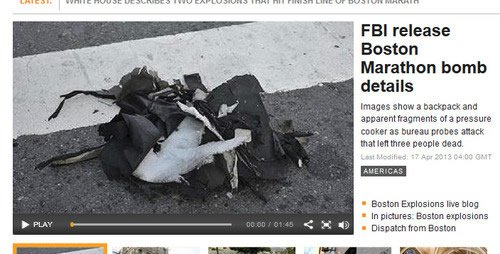 LATEST: WHITE HOUSE DESCRIBES TWO EXPLOSIONS THAT HIT FINISH LINE OF BOSTON MARATH
FBI release
Boston
Marathon bomb
details
Images show a backpack and
apparent fragments of a pressure
cooker as bureau probes attack
that left three people dead.
Last Modified: 17 Apr 2013 04:00 GMT
AMERICAS
PLAY 00:00 / 01:45
Boston Explosions live blog
In pictures: Boston explosions
Dispatch from Boston